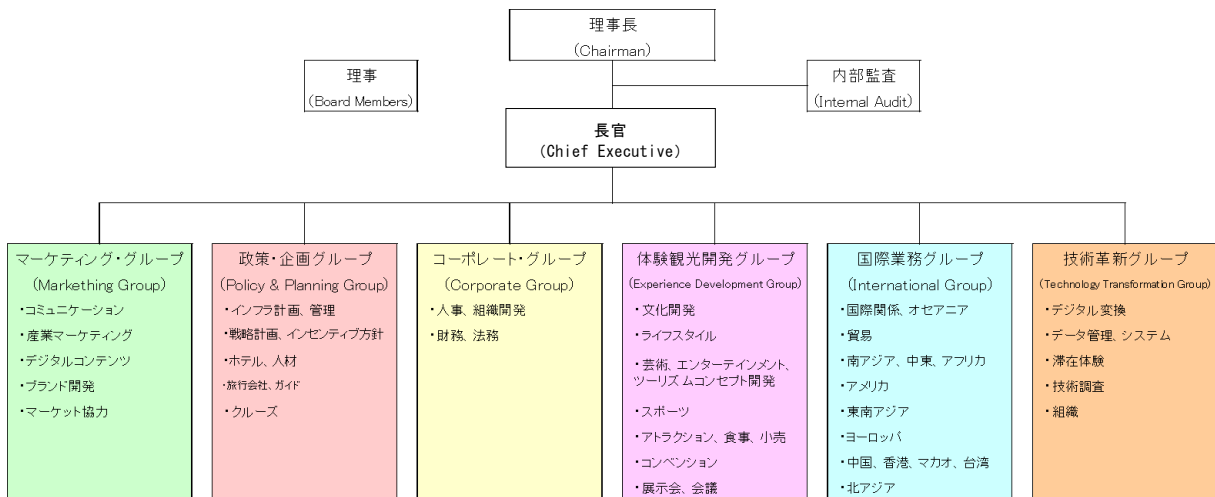 理事長
(Chairman)
理事
(Board Members)
内部監査
(Internal Audit)
長官
(Chief Executive)
マーケティング・グループ
(Markething Group)
・コミュニケーション
・産業マーケティング
・デジタルコンテンツ
・ブランド開発
・マーケット協力
政策・企画グループ
(Policy & Planning Group)
・インフラ計画、管理
・戦略計画、インセンティブ方針
・ホテル、人材
・旅行会社、ガイド
・クルーズ
コーポレート・グループ
(Corporate Group)
・人事、組織開発
・財務、法務
体験観光開発グループ
(Experience Development Group)
・文化開発
・ライフスタイル
・芸術、エンターテインメント、
ツーリズムコンセプト開発
・スポーツ
・アトラクション、食事、小売
・コンベンション
・展示会、会議
国際業務グループ
(International Group)
・国際関係、オセアニア
・貿易
・南アジア、中東、アフリカ
・アメリカ
・東南アジア
・ヨーロッパ
・中国、香港、マカオ、台湾
・北アジア
技術革新グループ
(Technology Transformation Group)
・デジタル変換
・データ管理、システム
・滞在体験
・技術調査
・組織